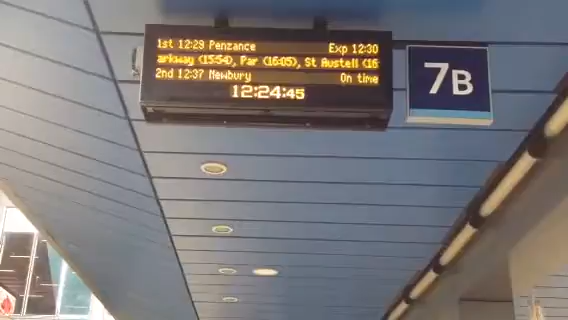 1st 12:29 Penzance Exp 12:30
arkway (15:54), Par (16:05), St Austell (16
2nd 12:37 Newbury On time
12:24:45
7B